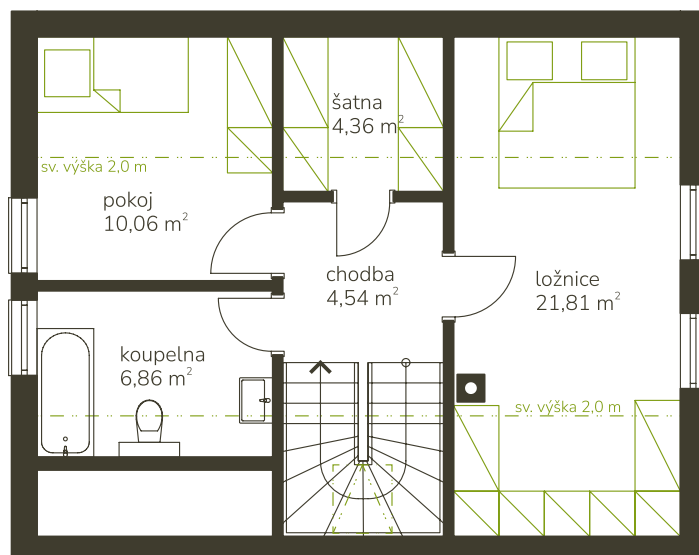 šatna
4,36 m²
sv. výška 2,0 m
pokoj
10,06 m²
chodba
4,54 m²
ložnice
21,81 m²
koupelna
6,86 m²
sv. výška 2,0 m